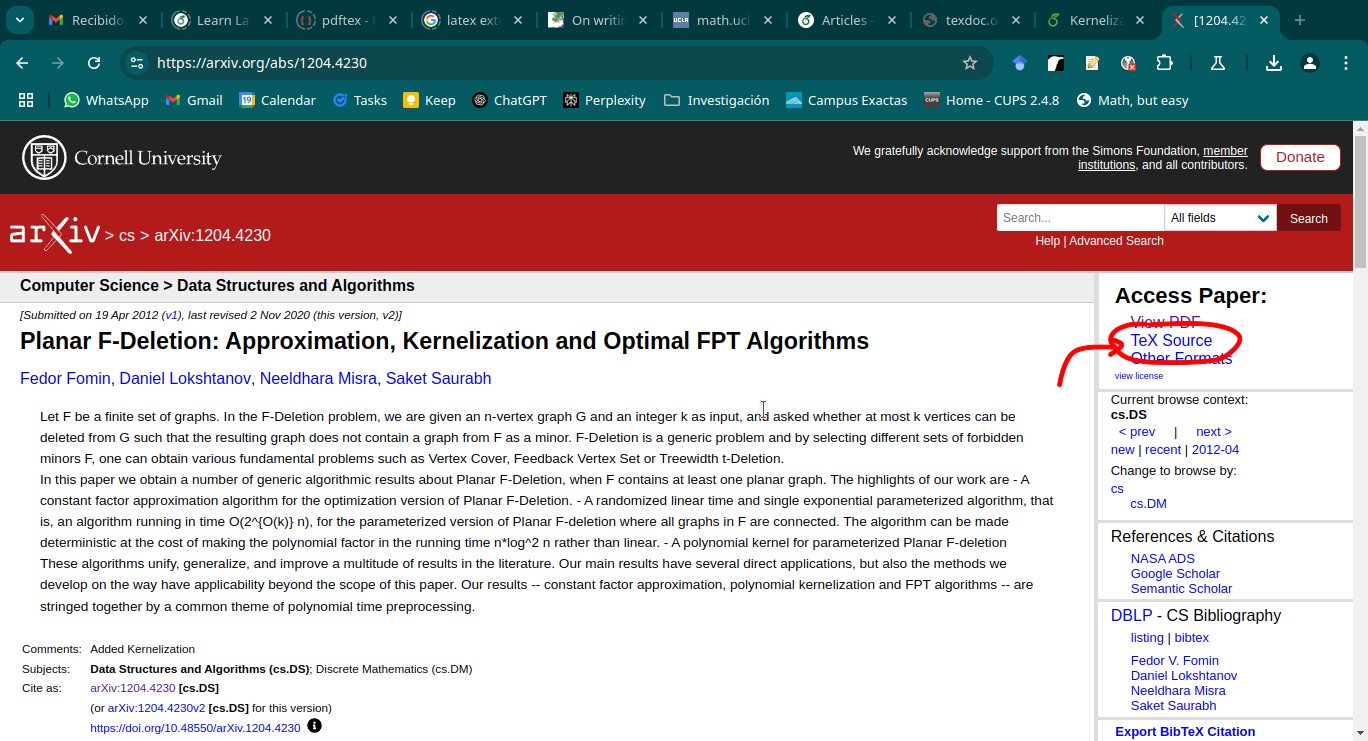 Recibido
Learn La
pdftex -
latex exte
On writin
math.ucl
Articles -
texdoc.o
Kerneliza
[1204.42
https://arxiv.org/abs/1204.4230
WhatsApp
Gmail
Calendar
Tasks
Keep
ChatGPT
Perplexity
Investigación
Campus Exactas
Home - CUPS 2.4.8
Math, but easy
Cornell University
We gratefully acknowledge support from the Simons Foundation, member
institutions, and all contributors.
Donate
arXiv > cs > arXiv:1204.4230
Search...
All fields
Search
Help | Advanced Search
Computer Science > Data Structures and Algorithms
[Submitted on 19 Apr 2012 (v1), last revised 2 Nov 2020 (this version, v2)]
Planar F-Deletion: Approximation, Kernelization and Optimal FPT Algorithms
Fedor Fomin, Daniel Lokshtanov, Neeldhara Misra, Saket Saurabh
Let F be a finite set of graphs. In the F-Deletion problem, we are given an n-vertex graph G and an integer k as input, and asked whether at most k vertices can be
deleted from G such that the resulting graph does not contain a graph from F as a minor. F-Deletion is a generic problem and by selecting different sets of forbidden
minors F, one can obtain various fundamental problems such as Vertex Cover, Feedback Vertex Set or Treewidth t-Deletion.
In this paper we obtain a number of generic algorithmic results about Planar F-Deletion, when F contains at least one planar graph. The highlights of our work are - A
constant factor approximation algorithm for the optimization version of Planar F-Deletion. - A randomized linear time and single exponential parameterized algorithm, that
is, an algorithm running in time O(2^{O(k)} n), for the parameterized version of Planar F-deletion where all graphs in F are connected. The algorithm can be made
deterministic at the cost of making the polynomial factor in the running time n*log^2 n rather than linear. - A polynomial kernel for parameterized Planar F-deletion
These algorithms unify, generalize, and improve a multitude of results in the literature. Our main results have several direct applications, but also the methods we
develop on the way have applicability beyond the scope of this paper. Our results -- constant factor approximation, polynomial kernelization and FPT algorithms -- are
stringed together by a common theme of polynomial time preprocessing.
Comments: Added Kernelization
Subjects: Data Structures and Algorithms (cs.DS); Discrete Mathematics (cs.DM)
Cite as: arXiv:1204.4230 [cs.DS]
(or arXiv:1204.4230v2 [cs.DS] for this version)
https://doi.org/10.48550/arXiv.1204.4230
Access Paper:
View PDF
TeX Source
Other Formats
view license
Current browse context:
cs.DS
< prev | next >
new | recent | 2012-04
Change to browse by:
cs
cs.DM
References & Citations
NASA ADS
Google Scholar
Semantic Scholar
DBLP - CS Bibliography
listing | bibtex
Fedor V. Fomin
Daniel Lokshtanov
Neeldhara Misra
Saket Saurabh
Export BibTeX Citation